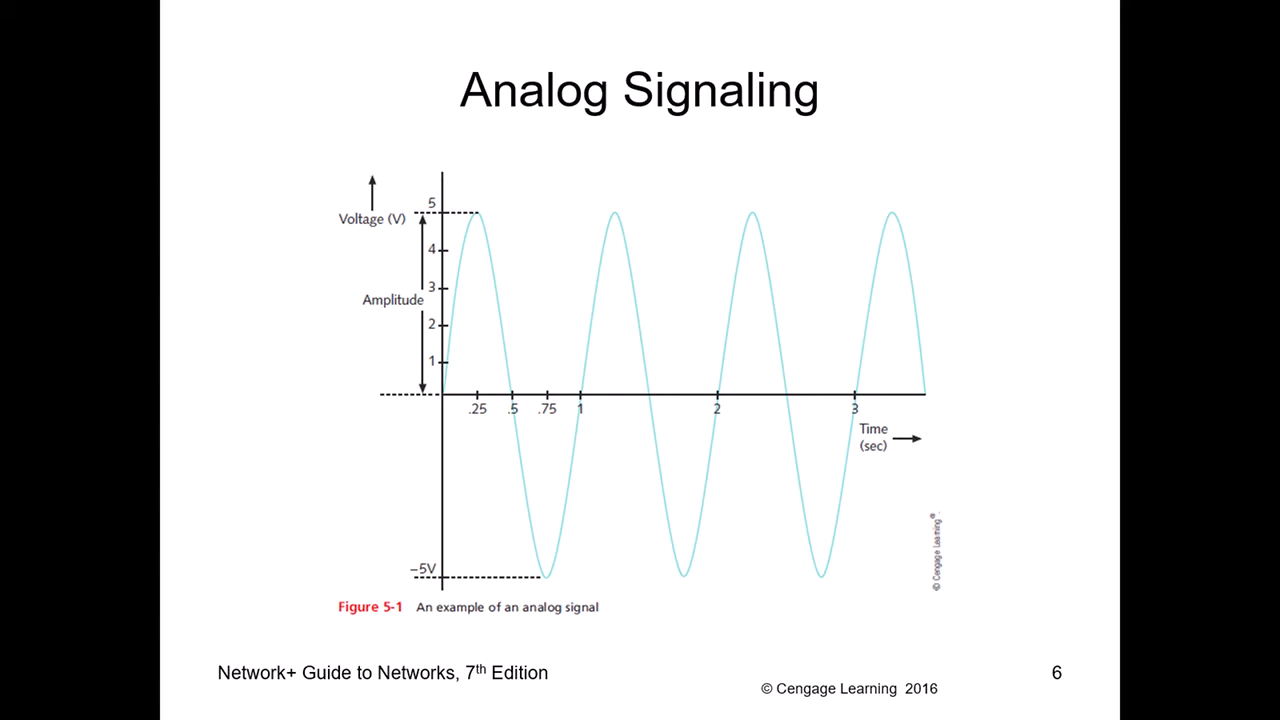 Analog Signaling
5
Voltage (V)
4
3
Amplitude
2
1
.25 .5 .75 1 2 3
Time
(sec)
© Cengage Learning®.
–5V
Figure 5-1 An example of an analog signal
Network+ Guide to Networks, 7th Edition
6
© Cengage Learning 2016